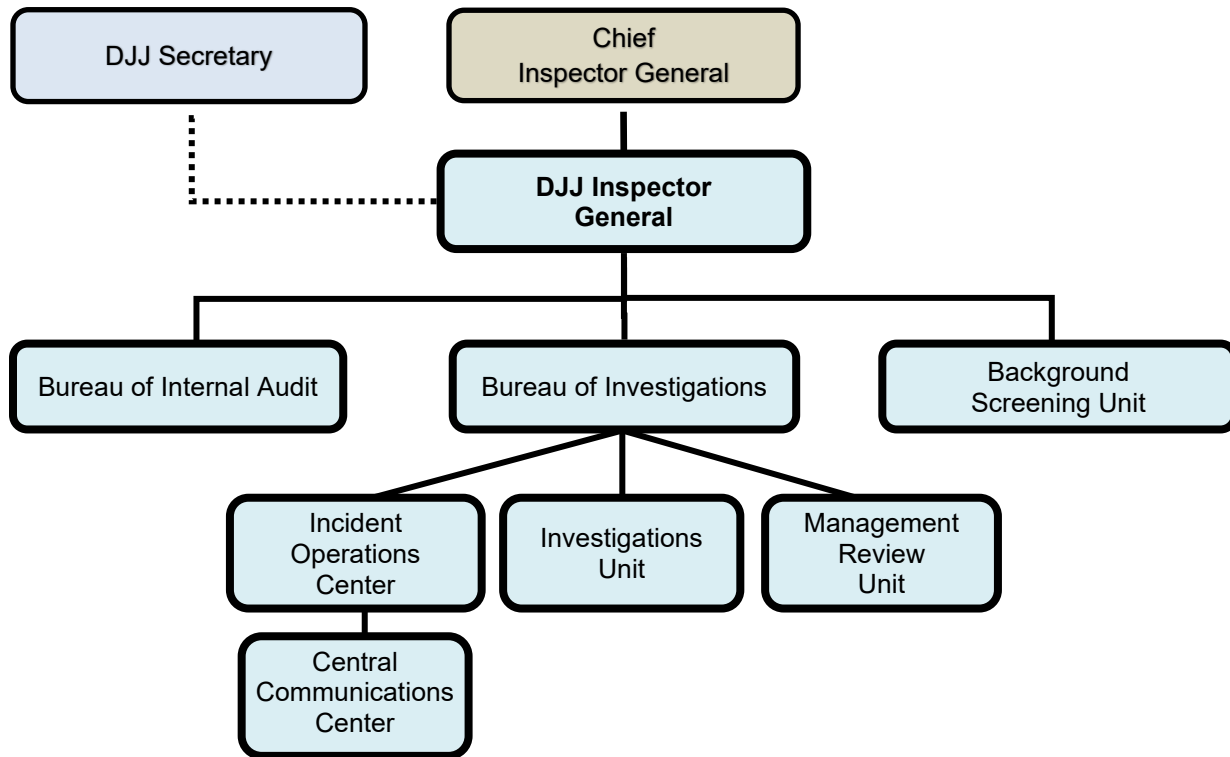 DJJ Secretary
Chief
Inspector General
DJJ Inspector
General
Bureau of Internal Audit
Bureau of Investigations
Background
Screening Unit
Incident
Operations
Center
Investigations
Unit
Management
Review
Unit
Central
Communications
Center